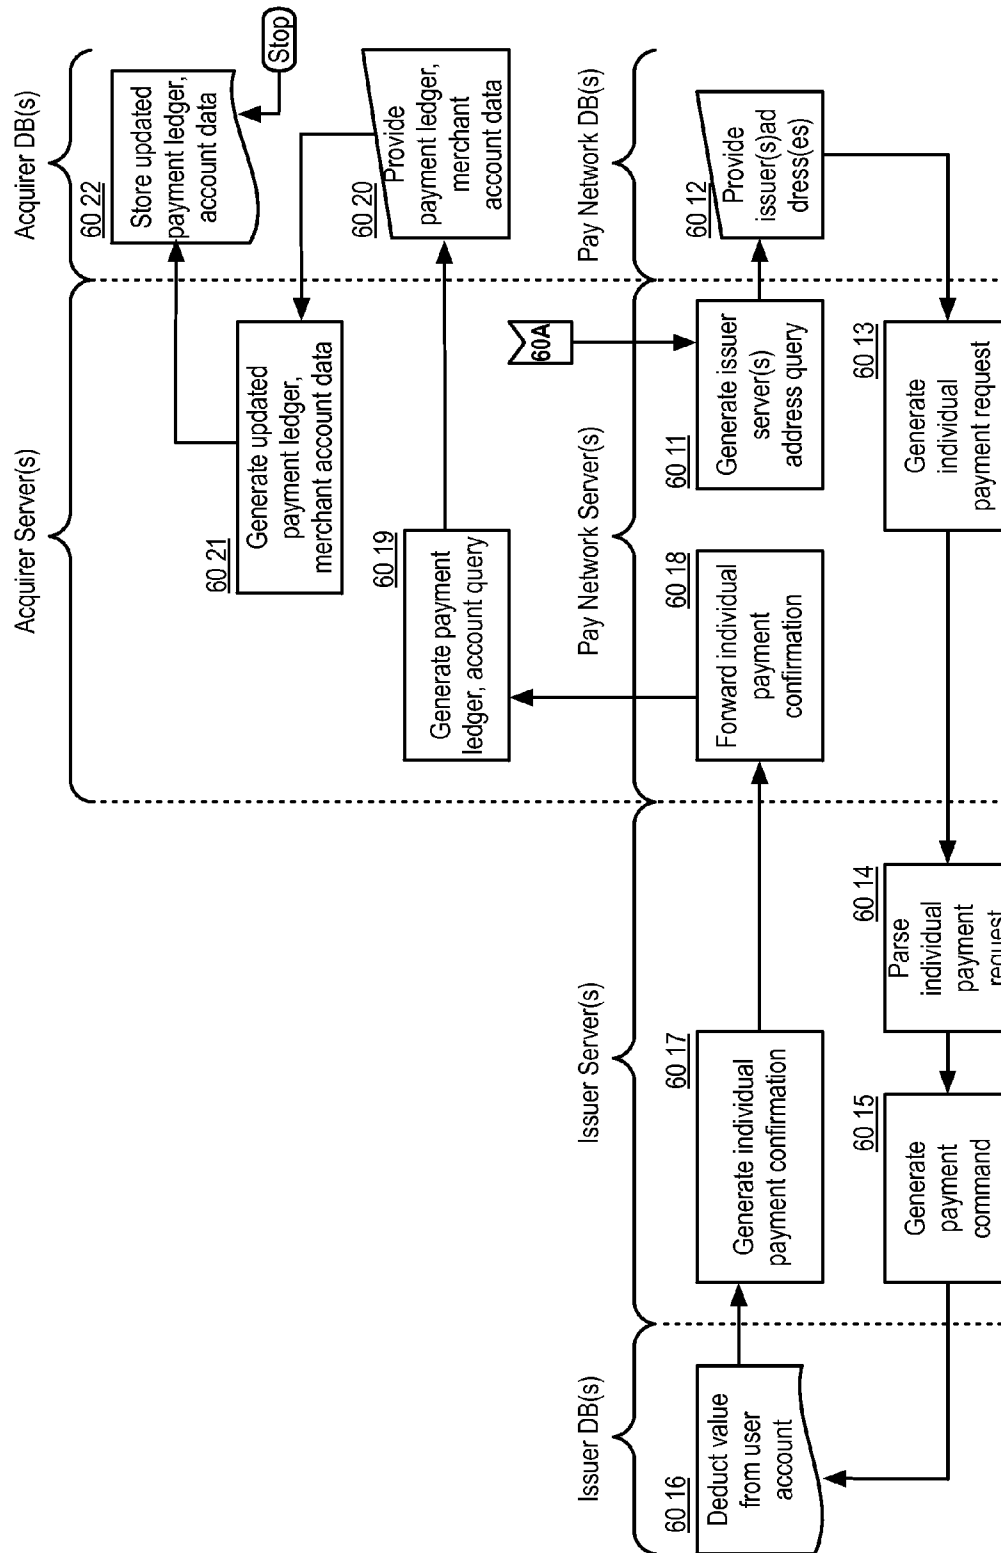 Issuer DB(s)
Issuer Server(s)
Pay Network Server(s)
Pay Network DB(s)
Acquirer Server(s)
Acquirer DB(s)
60A
60 11
Generate issuer
server(s)
address query
60 12
Provide
issuer(s)ad
dress(es)
60 13
Generate
individual
payment request
60 14
Parse
individual
payment
request
60 15
Generate
payment
command
60 16
Deduct value
from user
account
60 17
Generate individual
payment confirmation
60 18
Forward individual
payment
confirmation
60 19
Generate payment
ledger, account query
60 20
Provide
payment ledger,
merchant
account data
60 21
Generate updated
payment ledger,
merchant account data
60 22
Store updated
payment ledger,
account data
Stop